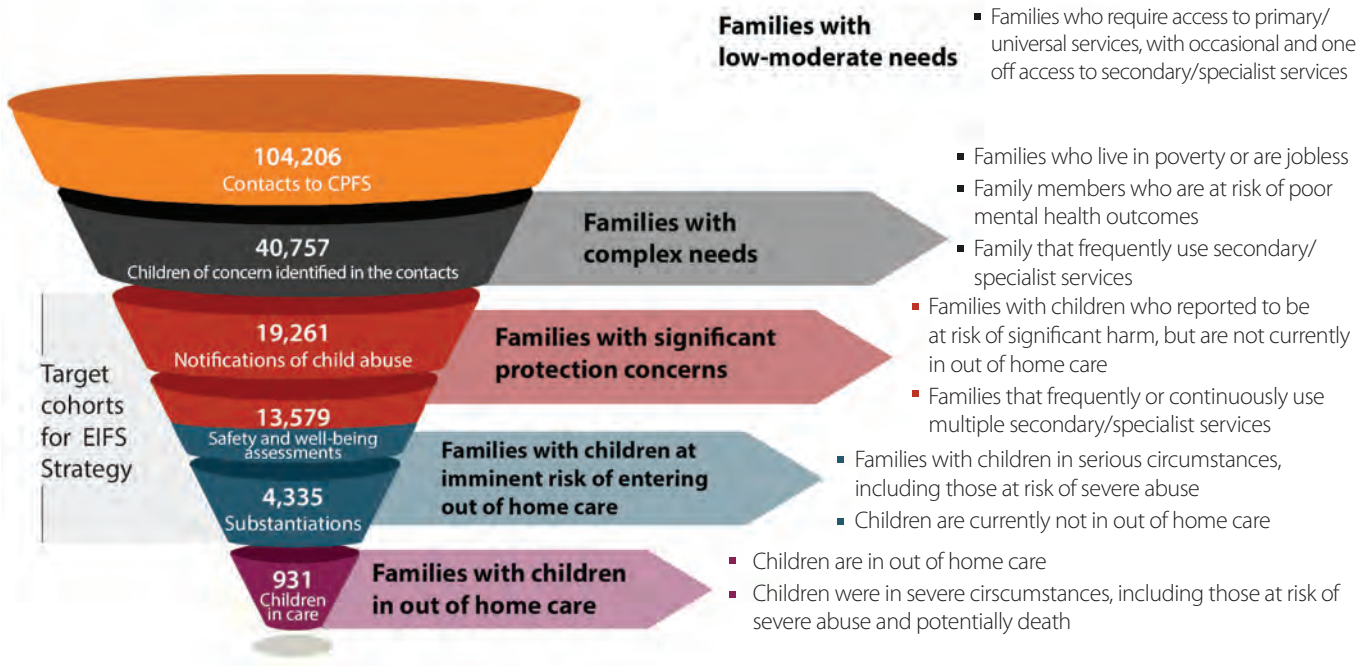 Families with
low-moderate needs
Families who require access to primary/
universal services, with occasional and one
off access to secondary/specialist services
104,206
Contacts to CPFS
40,757
Children of concern identified in the contacts
Families with
complex needs
Families who live in poverty or are jobless
Family members who are at risk of poor
mental health outcomes
Family that frequently use secondary/
specialist services
Target
cohorts
for EIFS
Strategy
19,261
Notifications of child abuse
Families with significant
protection concerns
Families with children who reported to be
at risk of significant harm, but are not currently
in out of home care
Families that frequently or continuously use
multiple secondary/specialist services
13,579
Safety and well-being
assessments
4,335
Substantiations
Families with children at
imminent risk of entering
out of home care
Families with children in serious circumstances,
including those at risk of severe abuse
Children are currently not in out of home care
931
Children
in care
Families with children
in out of home care
Children are in out of home care
Children were in severe cirscumstances, including those at risk of
severe abuse and potentially death